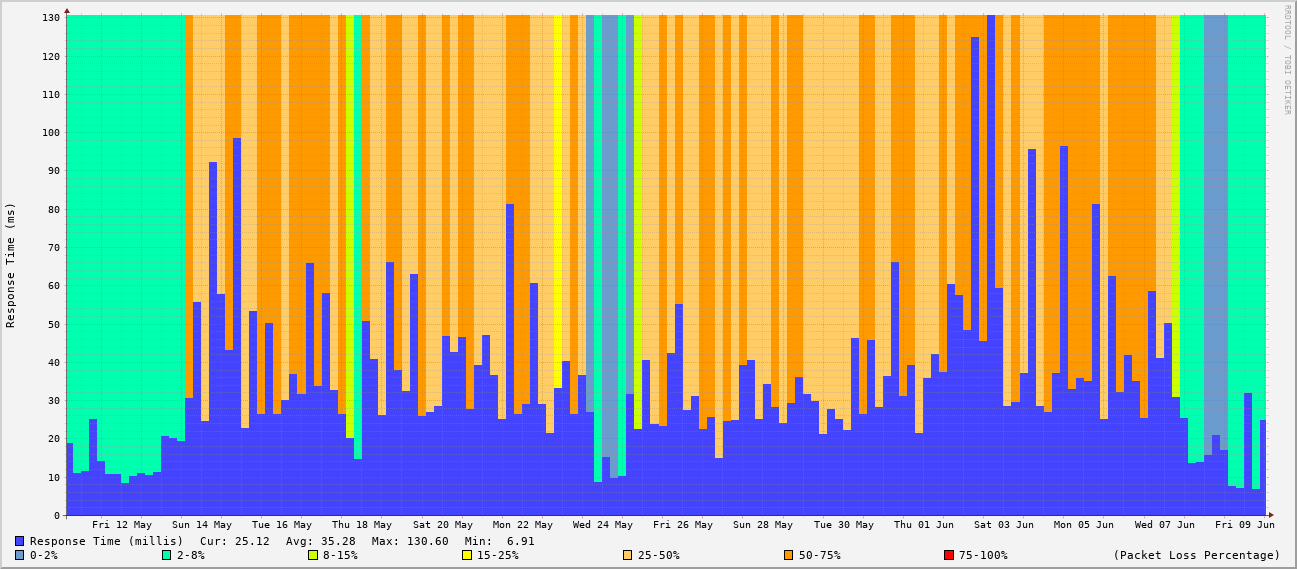 130
120
110
100
90
80
70
60
50
40
30
20
10
0
Response Time (ms)
RRDTOOL / TOBI OETIKER
Fri 12 May Sun 14 May Tue 16 May Thu 18 May Sat 20 May Mon 22 May Wed 24 May Fri 26 May Sun 28 May Tue 30 May Thu 01 Jun Sat 03 Jun Mon 05 Jun Wed 07 Jun Fri 09 Jun
Response Time (millis) Cur: 25.12 Avg: 35.28 Max: 130.60 Min: 6.91
0-2% 2-8% 8-15% 15-25% 25-50% 50-75% 75-100% (Packet Loss Percentage)